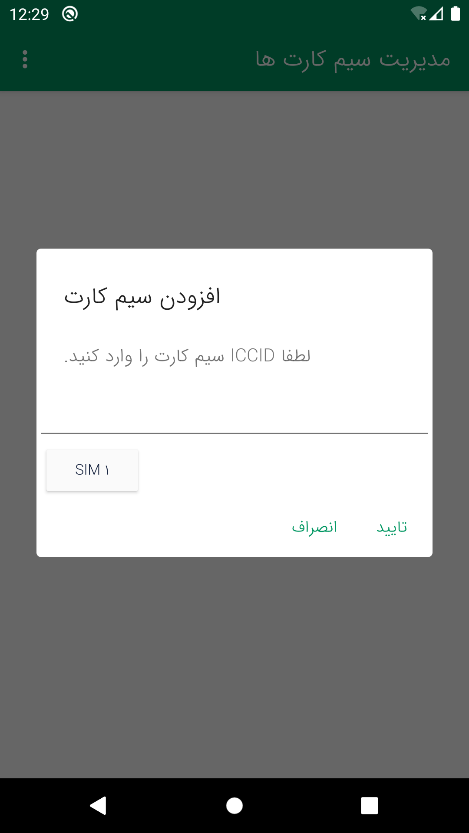 12:29
مدیریت سیم کارت ها
افزودن سیم کارت
لطفا ICCID سیم کارت را وارد کنید.
SIM ۱
تایید
انصراف